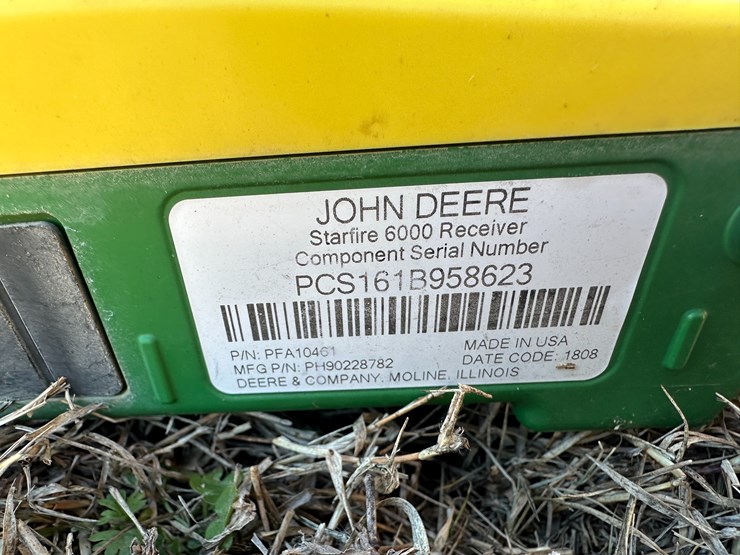 JOHN DEERE
Starfire 6000 Receiver
Component Serial Number
PCS161B958623
P/N: PFA10461
MFG P/N: PH90228782
MADE IN USA
DATE CODE: 1808
DEERE & COMPANY, MOLINE, ILLINOIS